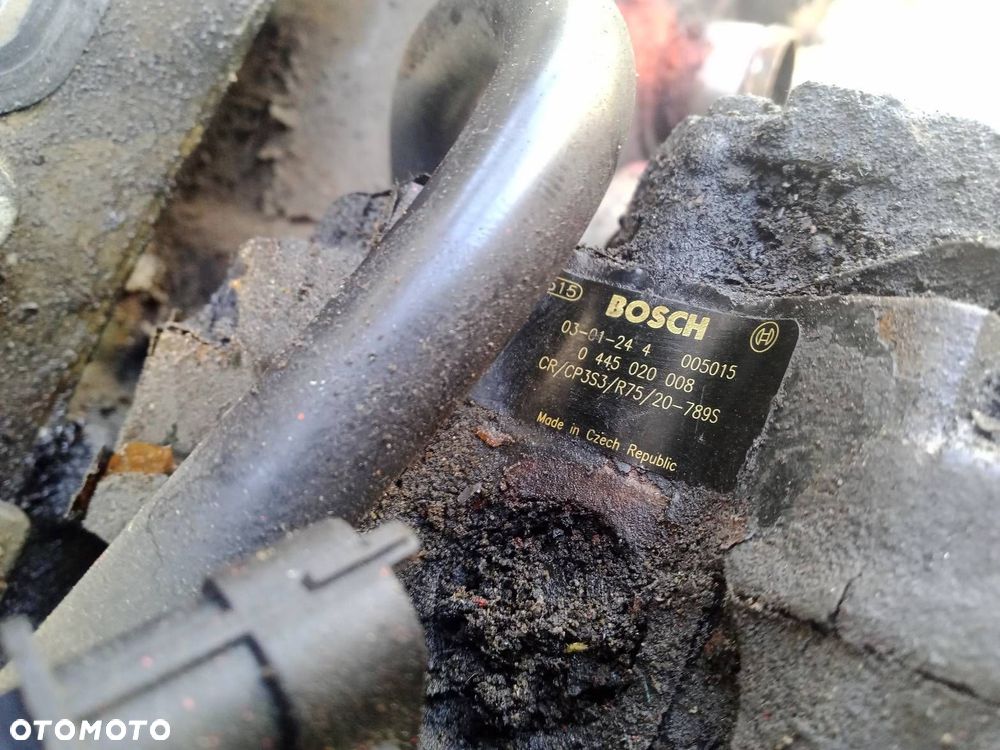 515
BOSCH
03-01-24 4 005015
0 445 020 008
CR/CP3S3/R75/20-789S
Made in Czech Republic
OTOMOTO